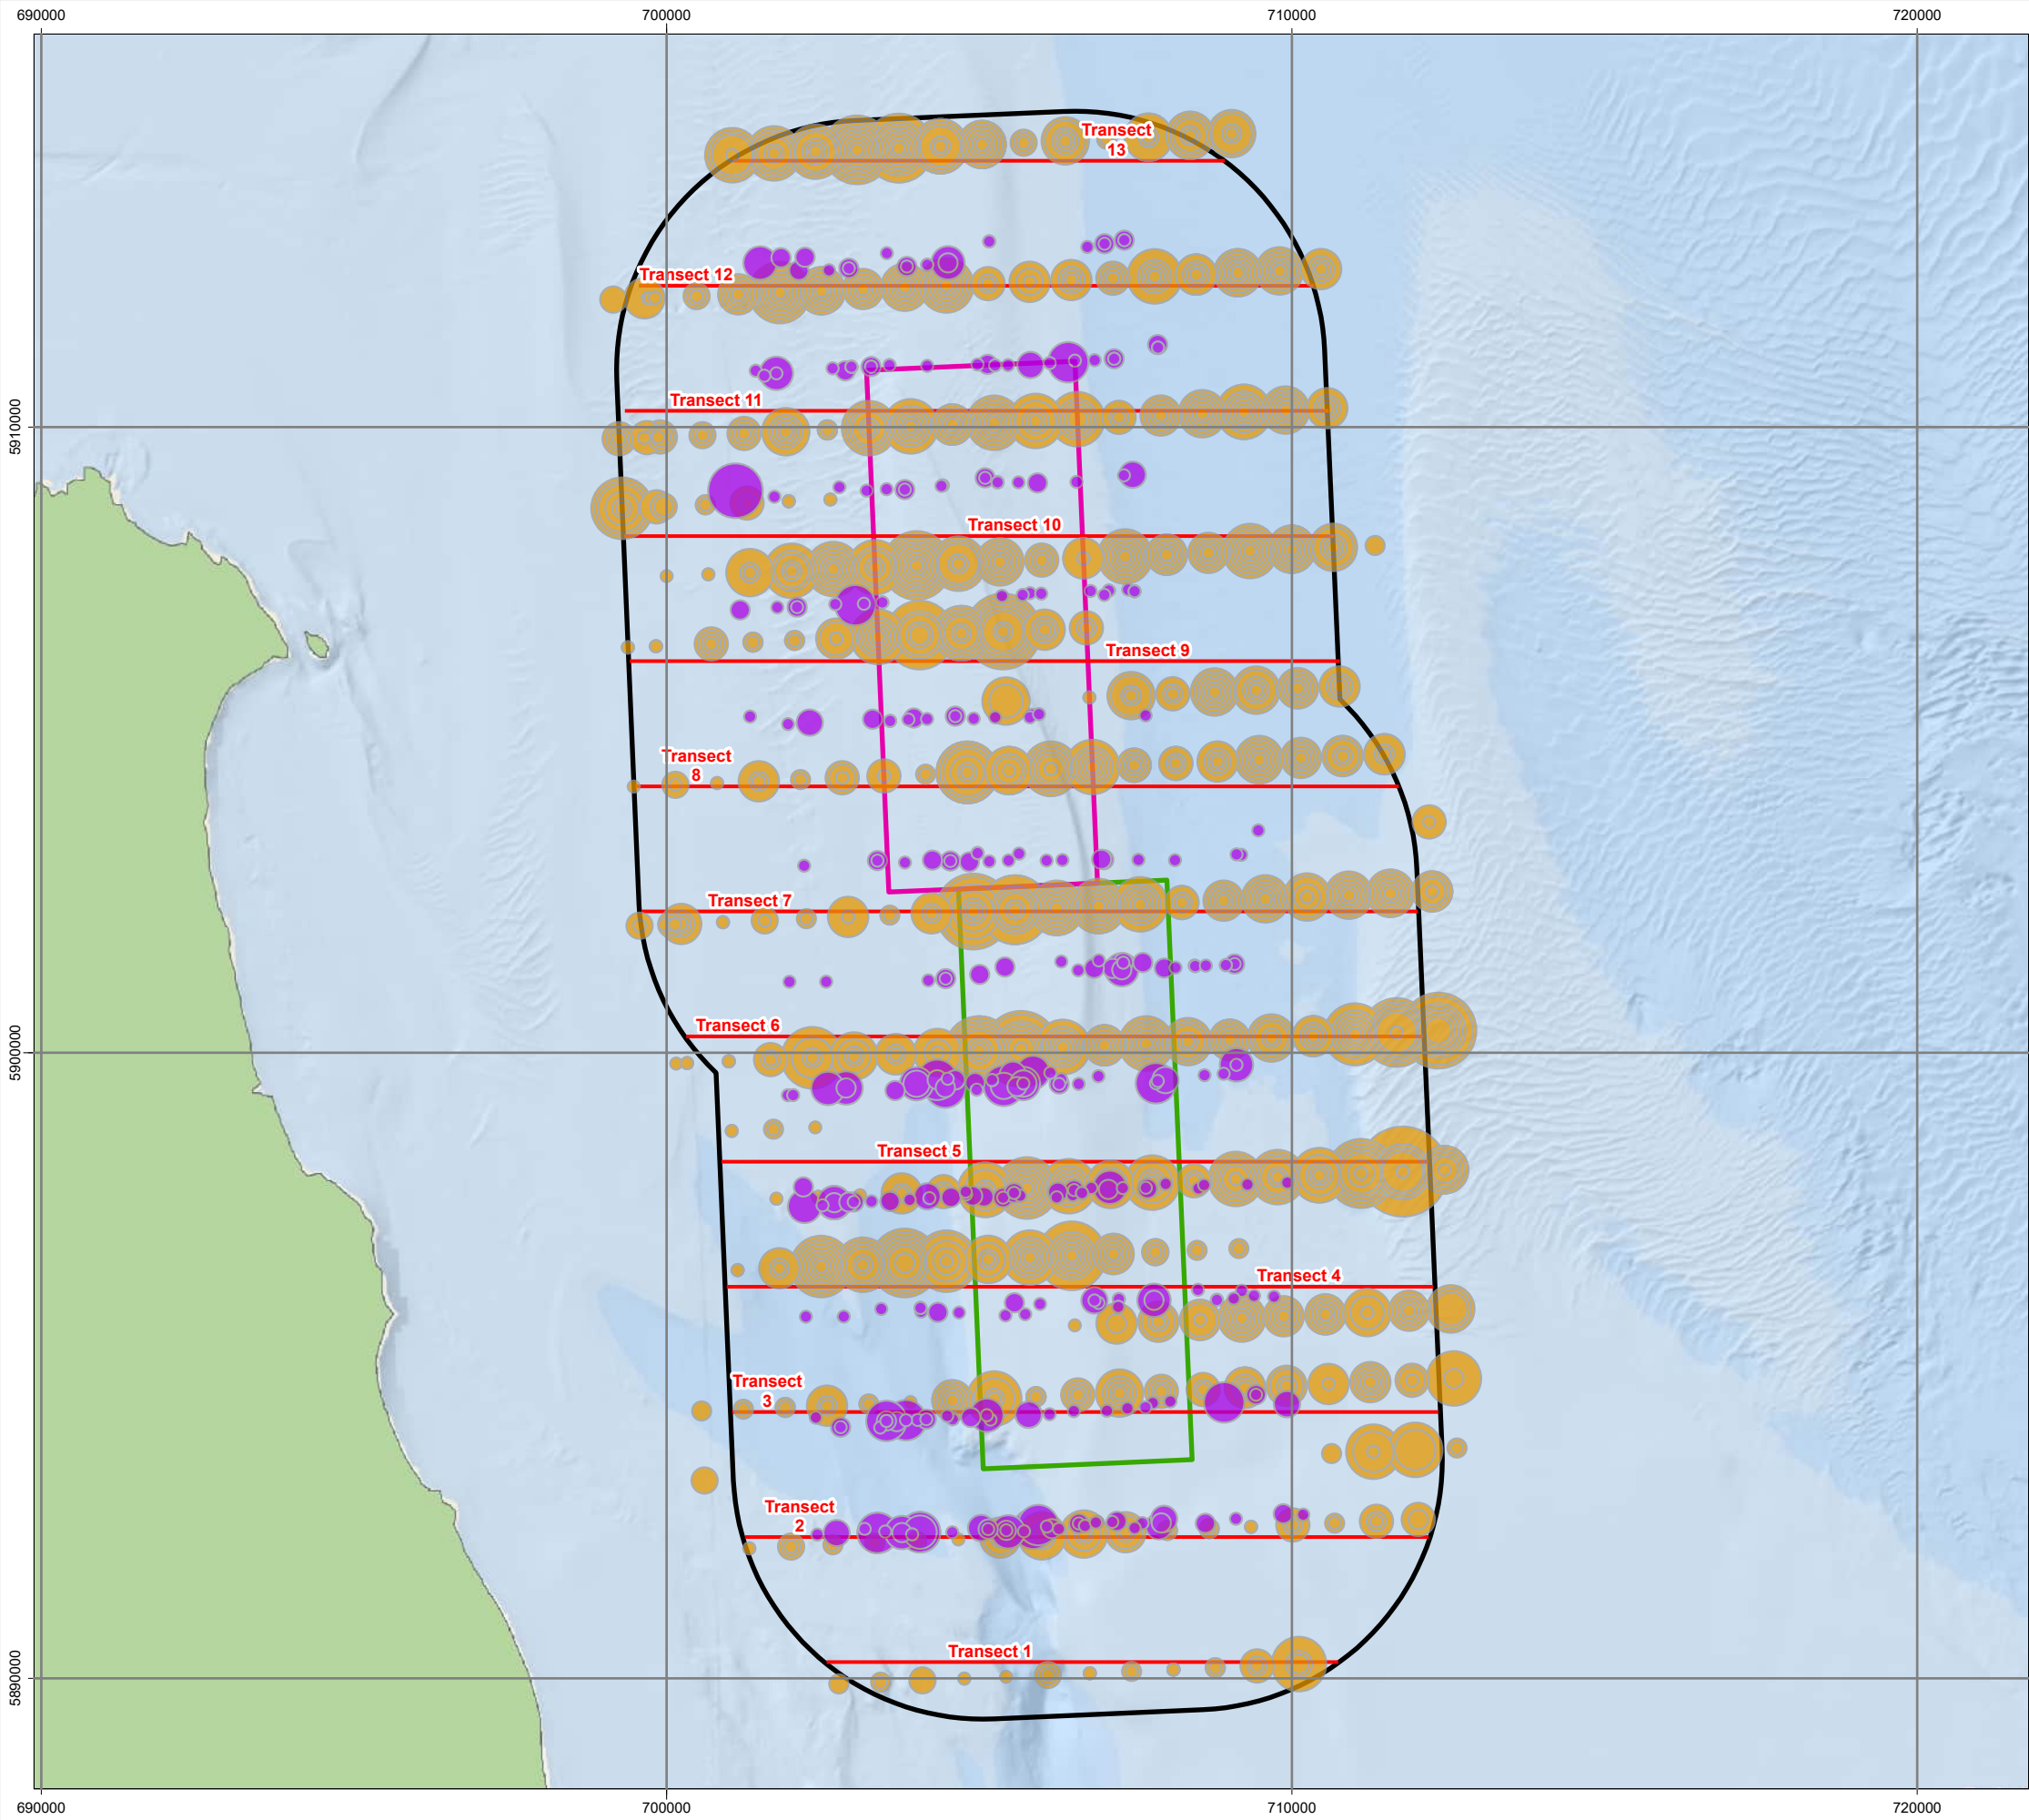 690000
700000
710000
720000
Transect
13
Transect 12
Transect 11
5910000
Transect 10
Transect 9
Transect
8
Transect 7
Transect 6
5900000
Transect 5
Transect 4
Transect
3
Transect
2
Transect 1
5890000
690000
700000
710000
720000